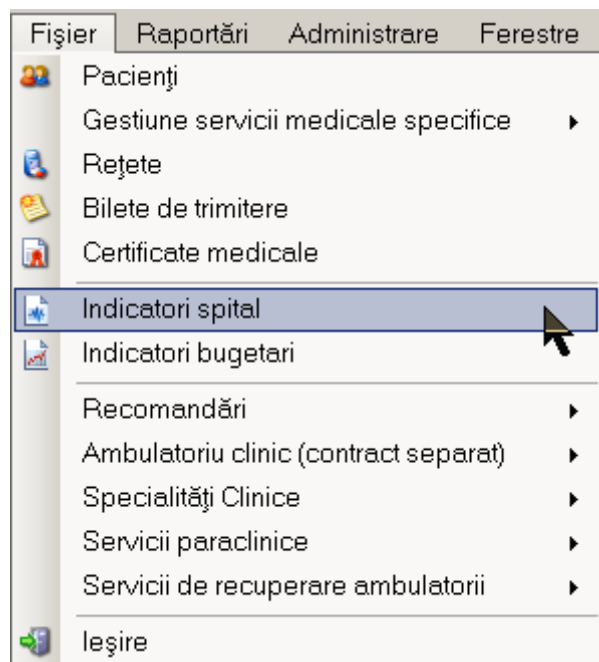 Fişier Raportări Administrare Ferestre
Pacienţi
Gestiune servicii medicale specifice
Reţete
Bilete de trimitere
Certificate medicale
Indicatori spital
Indicatori bugetari
Recomandări
Ambulatoriu clinic (contract separat)
Specialităţi Clinice
Servicii paraclinice
Servicii de recuperare ambulatorii
Ieşire